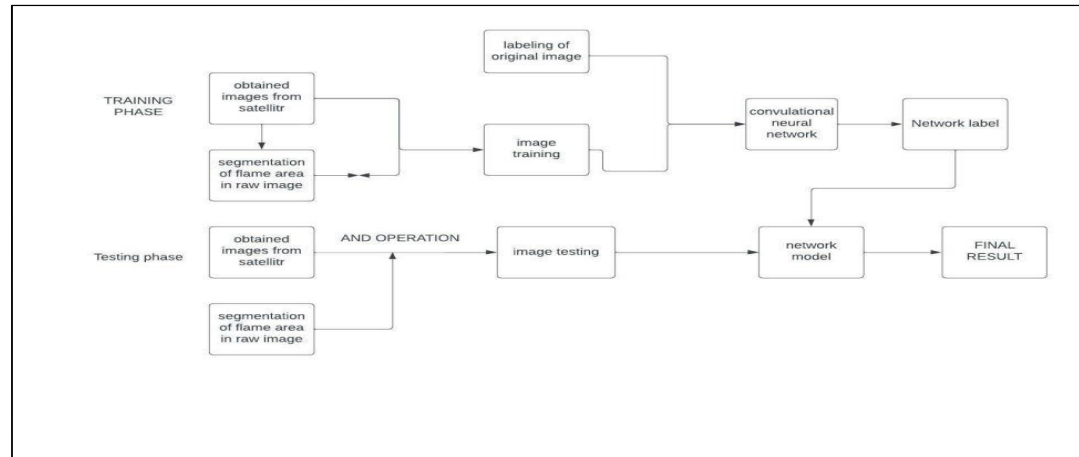 labeling of
original image
TRAINING
PHASE
obtained
images from
satellitr
convulational
neural
network
Network label
image
training
segmentation
of flame area
in raw image
Testing phase
obtained
images from
satellitr
AND OPERATION
image testing
network
model
FINAL
RESULT
segmentation
of flame area
in raw image